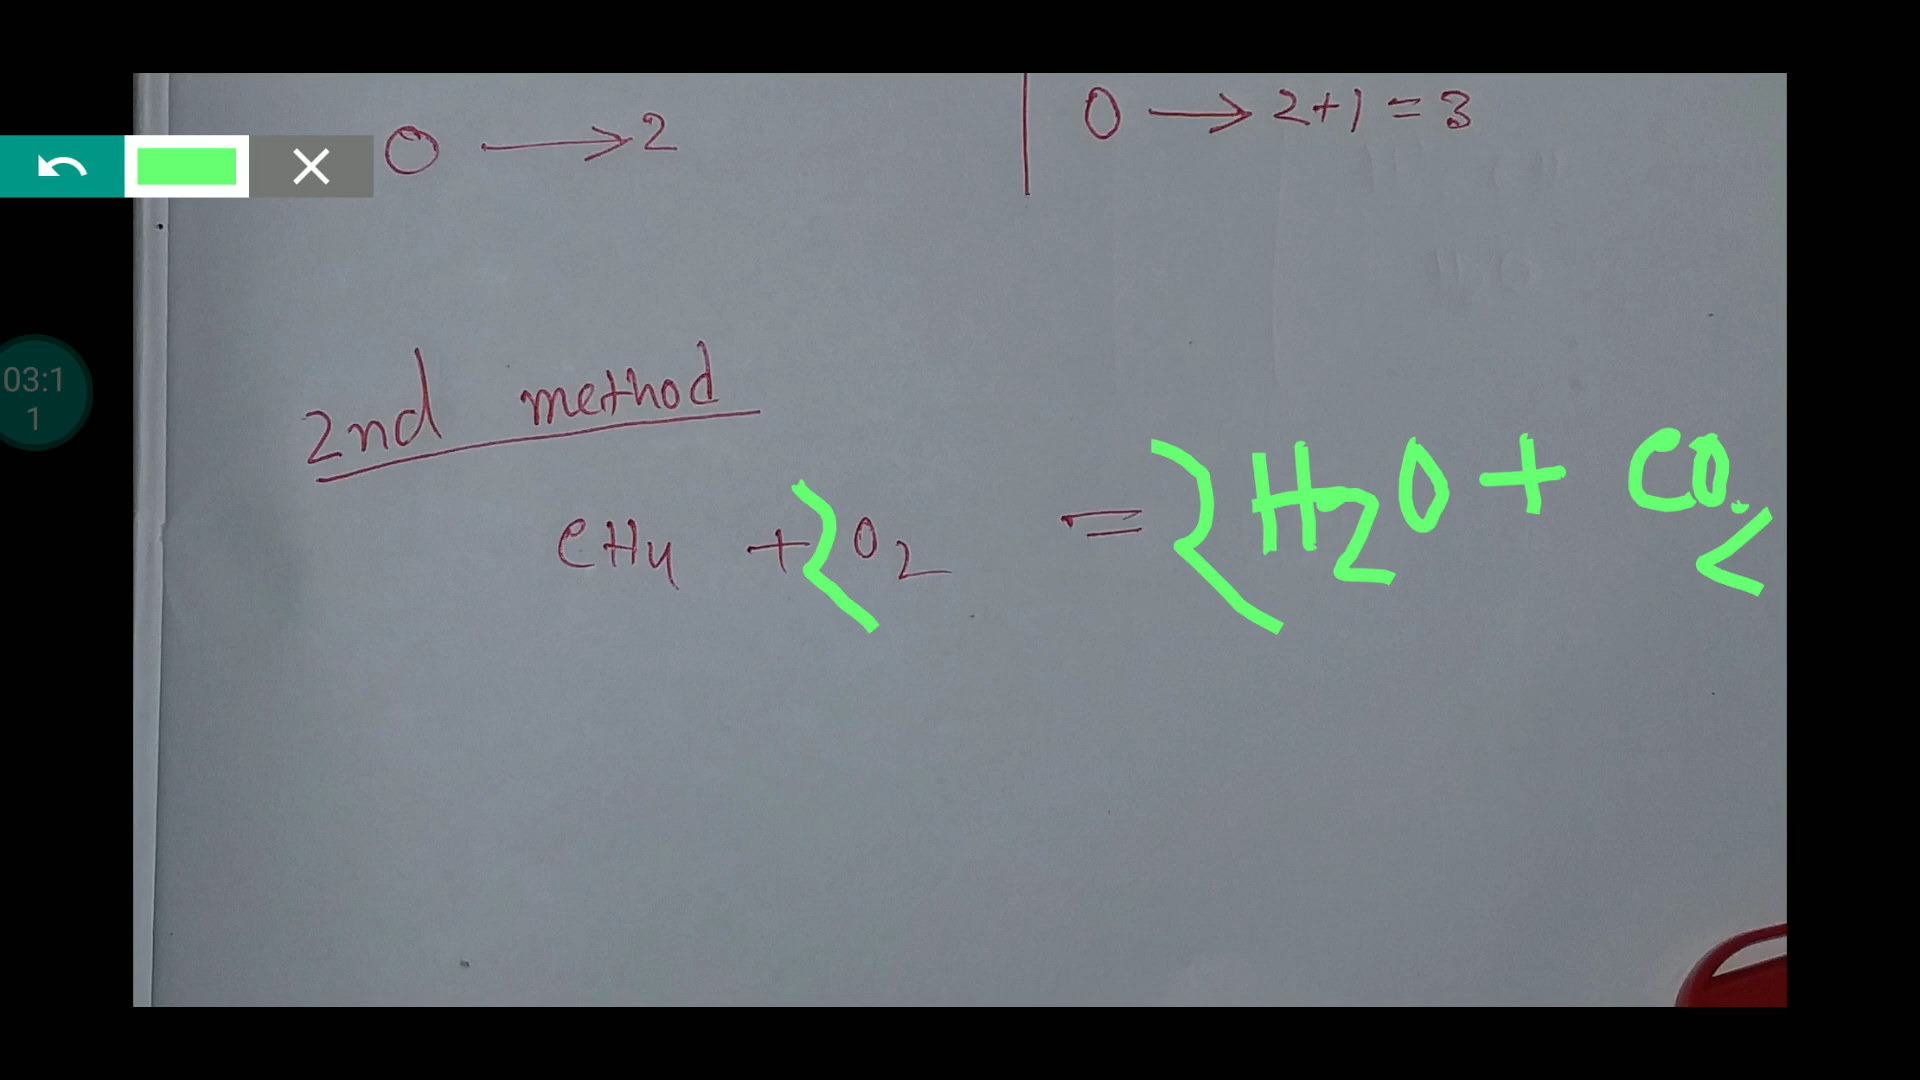 O → 2
O → 2+1 = 3
03:1
1
2nd method
CH4 + 2O2 = 2H2O + CO2